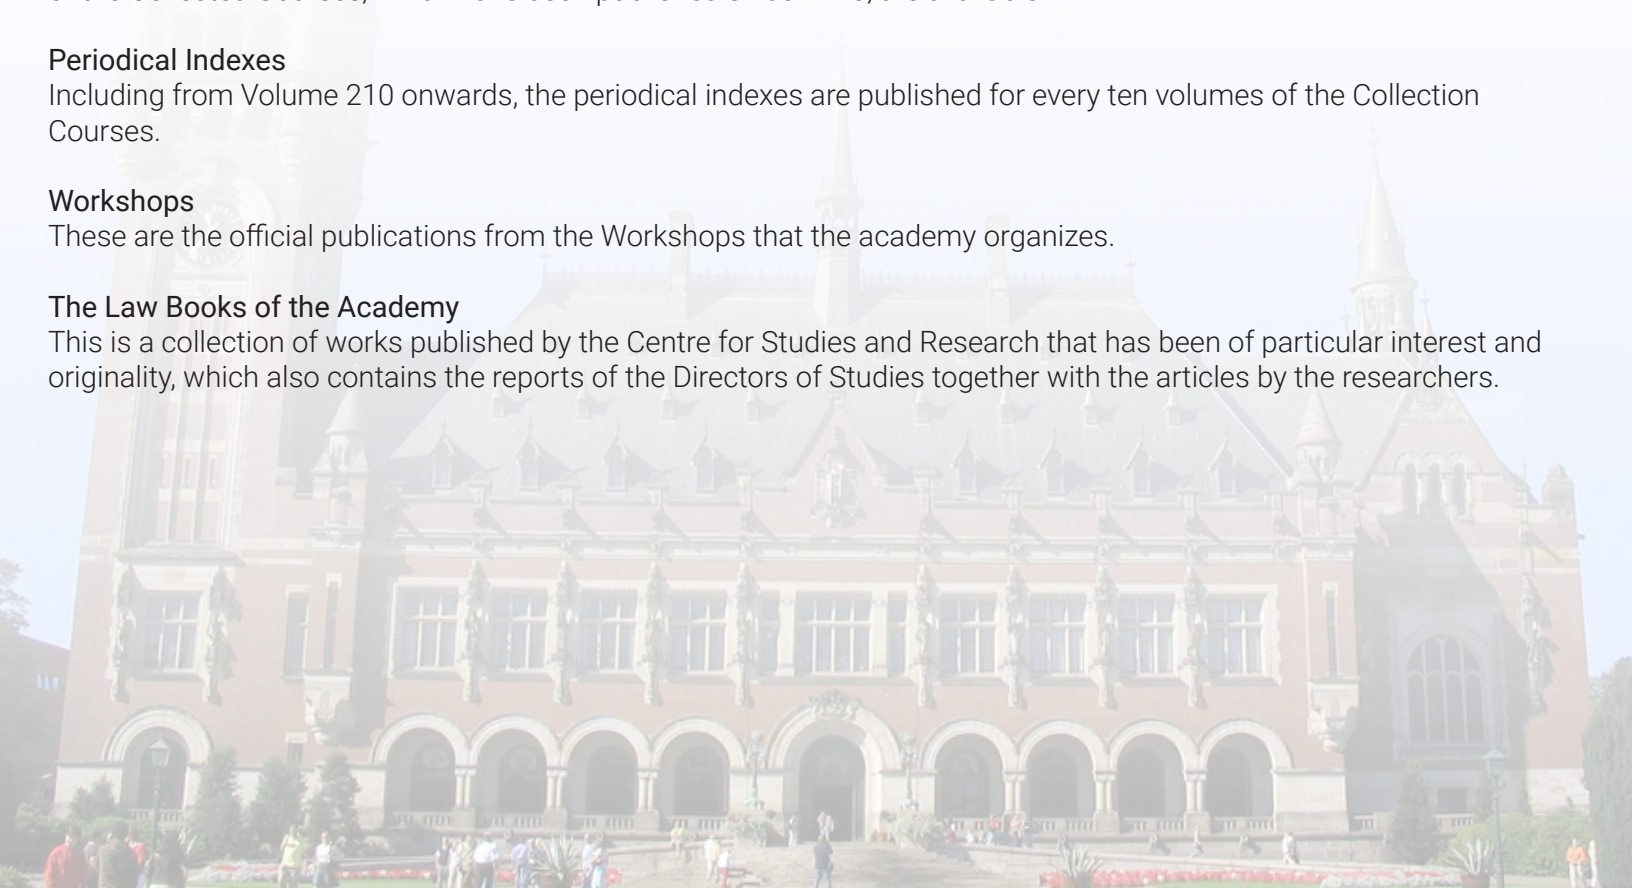 Periodical Indexes
Including from Volume 210 onwards, the periodical indexes are published for every ten volumes of the Collection
Courses.
Workshops
These are the official publications from the Workshops that the academy organizes.
The Law Books of the Academy
This is a collection of works published by the Centre for Studies and Research that has been of particular interest and
originality, which also contains the reports of the Directors of Studies together with the articles by the researchers.